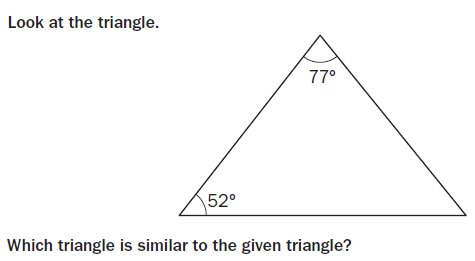 Look at the triangle.
77°
52°
Which triangle is similar to the given triangle?